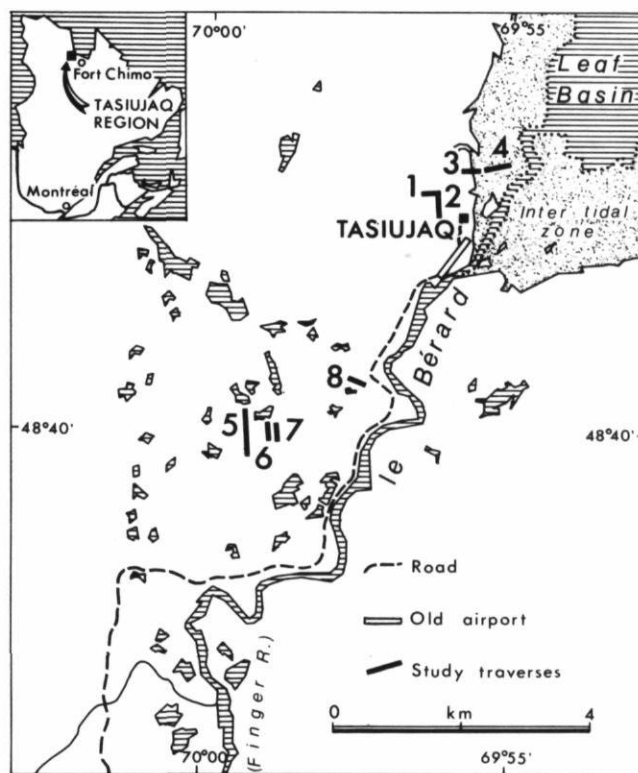 70°00'
69°55'
Fort Chimo
TASIUJAQ
REGION
Montréal
Leaf
Basin
Inter tidal
zone
1
2
3
4
TASIUJAQ
le Bérard
8
5
6
7
48°40'
48°40'
(Finger R.)
Road
Old airport
Study traverses
0 km 4
70°00'
69°55'